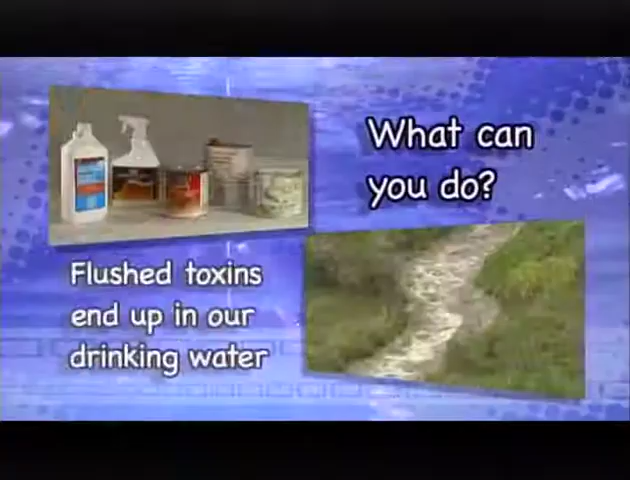 What can
you do?
Flushed toxins
end up in our
drinking water